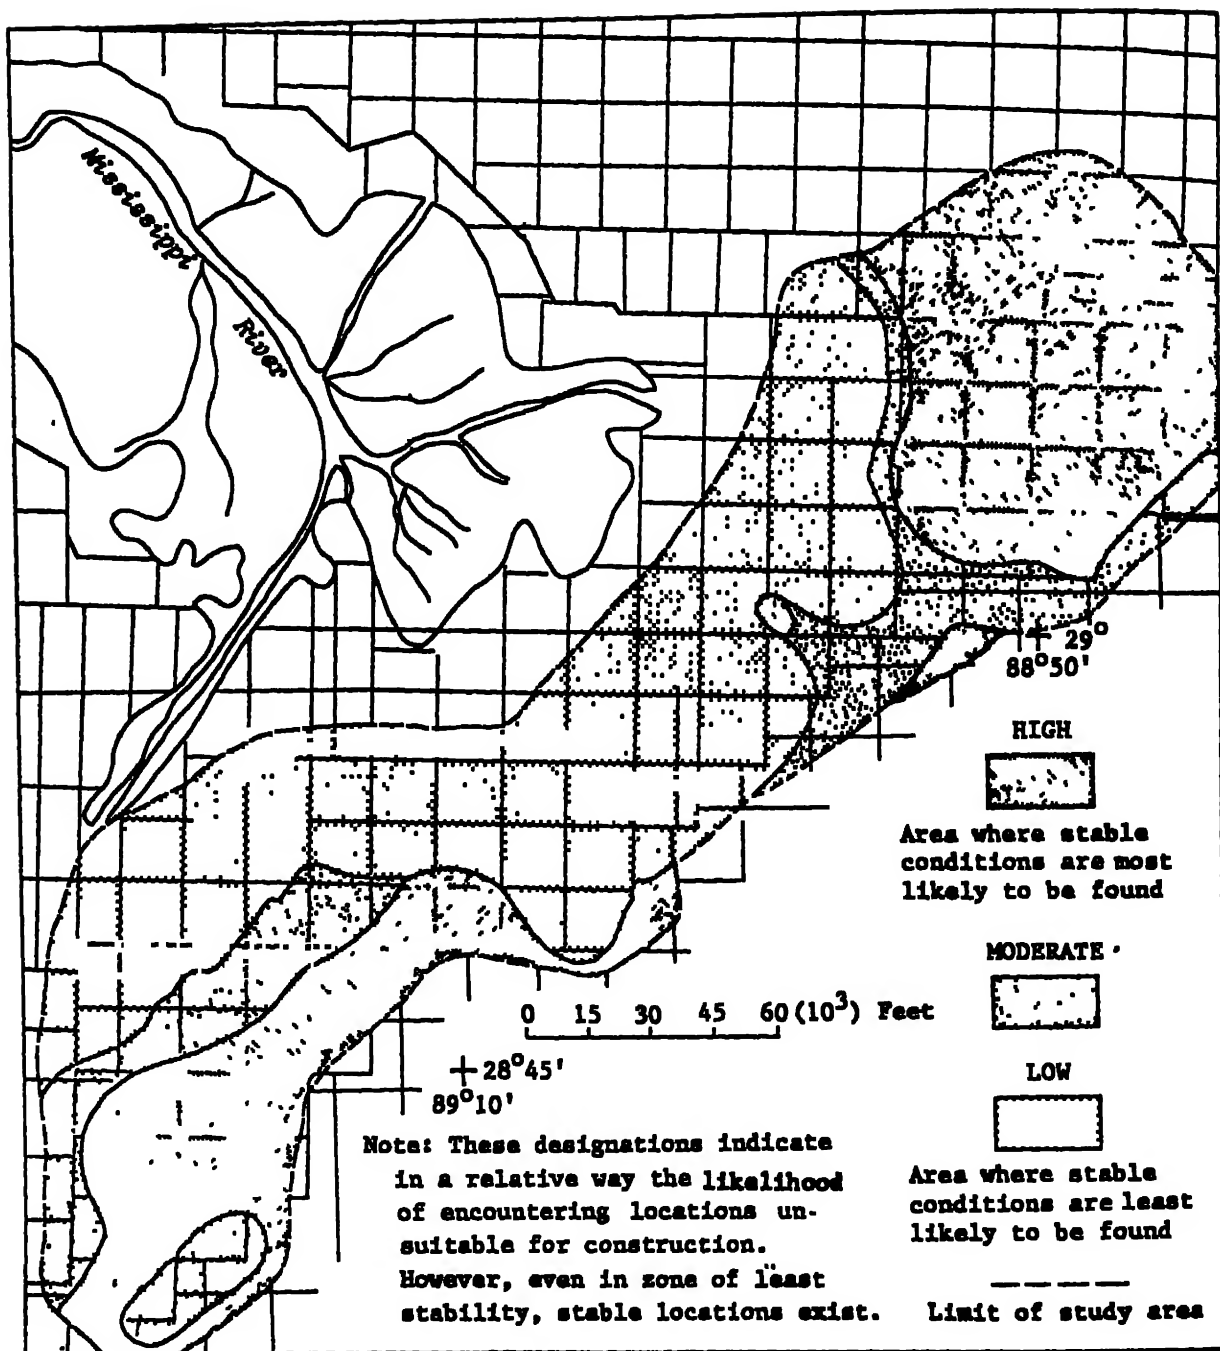 Mississippi
River
29°
88°50'
HIGH
Area where stable
conditions are most
likely to be found
MODERATE
0 15 30 45 60 (10³) Feet
28°45'
89°10'
LOW
Area where stable
conditions are least
likely to be found
Limit of study area
Note: These designations indicate
in a relative way the likelihood
of encountering locations un-
suitable for construction.
However, even in zone of least
stability, stable locations exist.